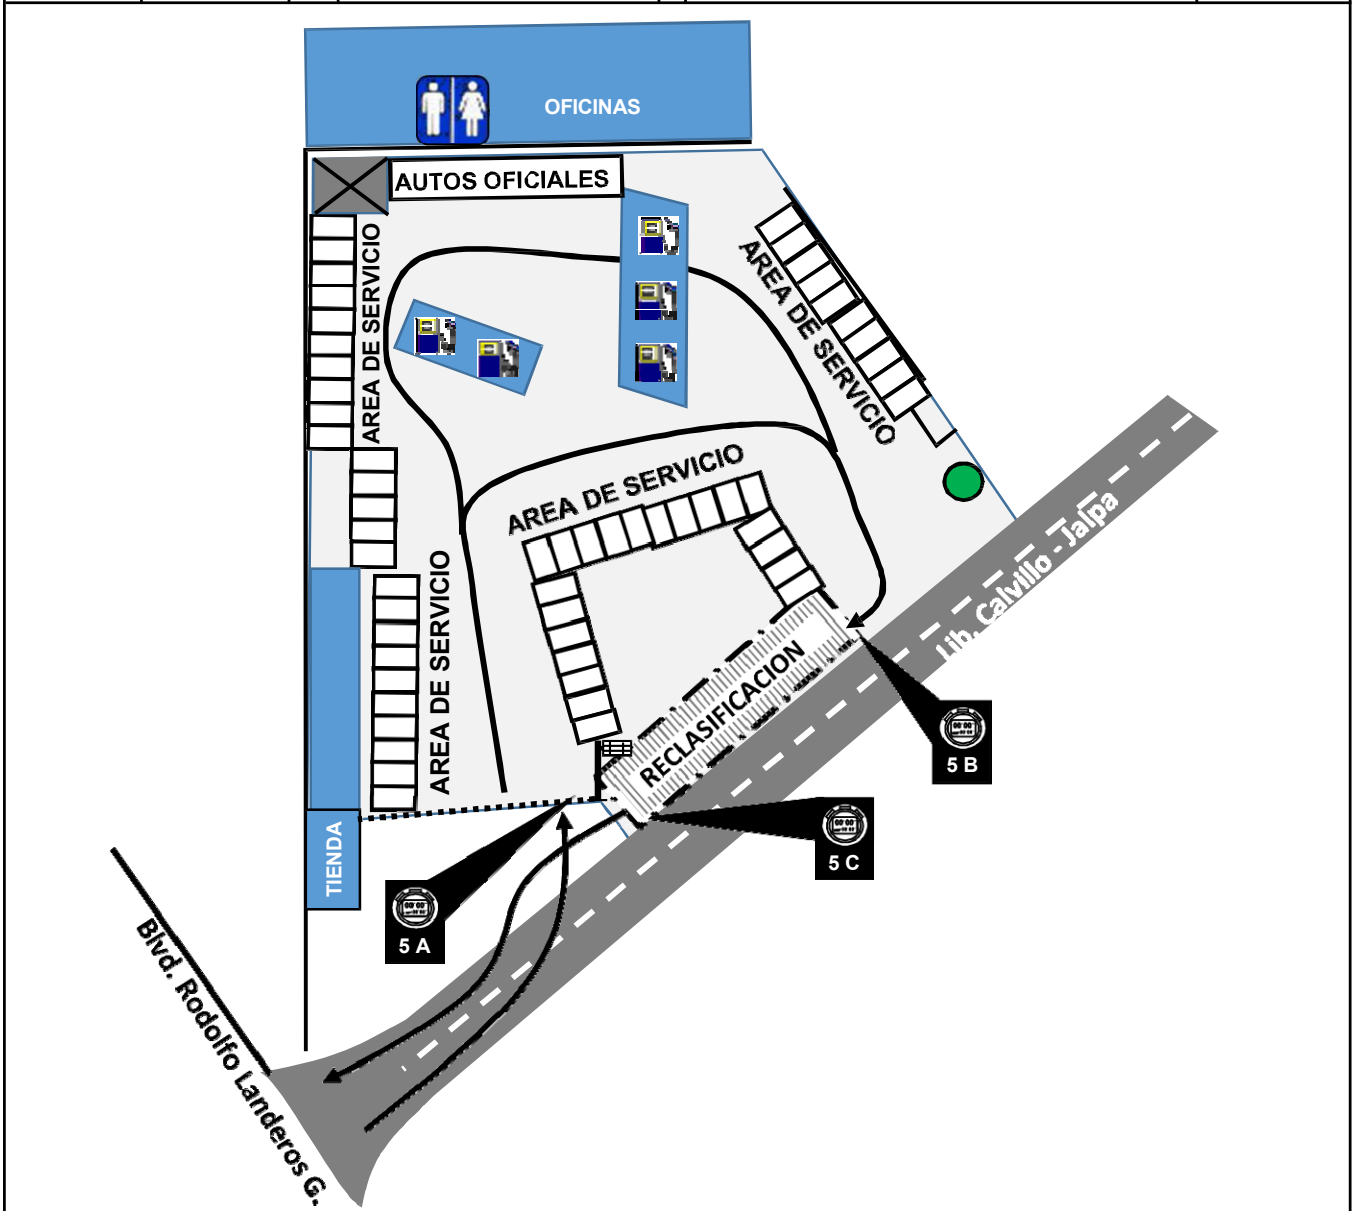 OFICINAS
AUTOS OFICIALES
AREA DE SERVICIO
AREA DE SERVICIO
AREA DE SERVICIO
AREA DE SERVICIO
Lib. Calvillo - Jalpa
RECLASIFICACION
5 B
5 C
TIENDA
5 A
Blvd. Rodolfo Landeros G.